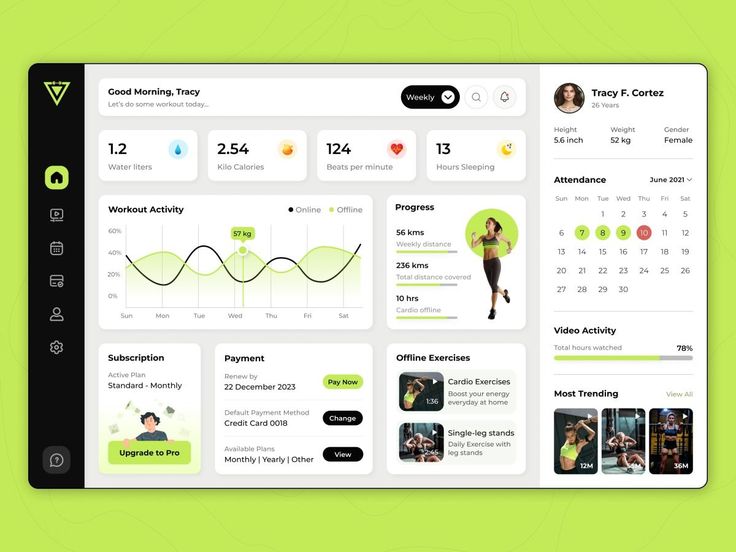 Good Morning, Tracy
Let's do some workout today...
Weekly
1.2
Water liters
2.54
Kilo Calories
124
Beats per minute
13
Hours Sleeping
Workout Activity
Online
Offline
60%
40%
20%
0%
57 kg
Sun Mon Tue Wed Thu Fri Sat
Progress
56 kms
Weekly distance
236 kms
Total distance covered
10 hrs
Cardio offline
Subscription
Active Plan
Standard - Monthly
Upgrade to Pro
Payment
Renew by
22 December 2023
Pay Now
Default Payment Method
Credit Card 0018
Change
Available Plans
Monthly | Yearly | Other
View
Offline Exercises
1:36
Cardio Exercises
Boost your energy
everyday at home
2:45
Single-leg stands
Daily Exercise with
leg stands
Tracy F. Cortez
26 Years
Height Weight Gender
5.6 inch 52 kg Female
Attendance
June 2021
Sun Mon Tue Wed Thu Fri Sat
1 2 3 4 5
6 7 8 9 10 11 12
13 14 15 16 17 18 19
20 21 22 23 24 25 26
27 28 29 30
Video Activity
Total hours watched 78%
Most Trending
View All
12M
36M